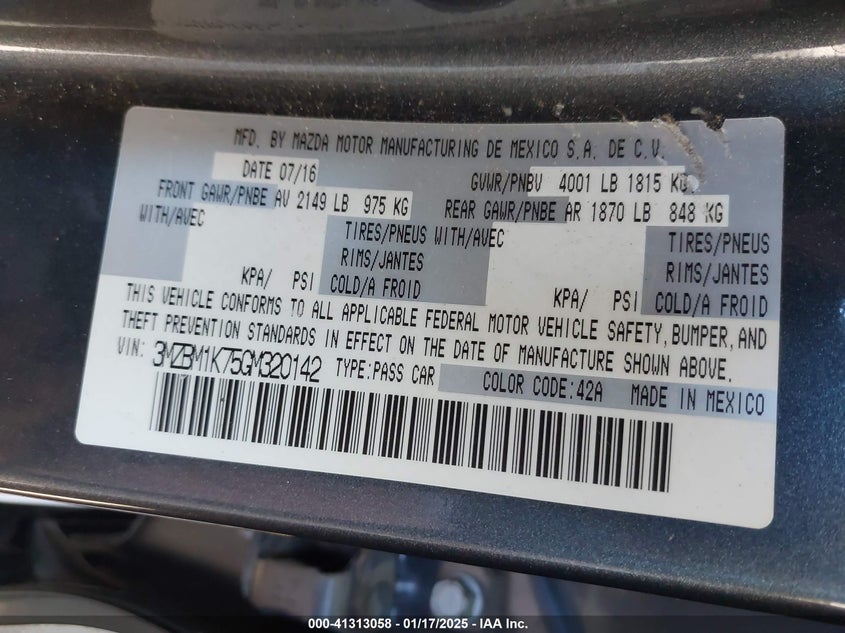 MFD. BY MAZDA MOTOR MANUFACTURING DE MEXICO S.A. DE C.V.
DATE 07/16 GVWR/PNBV 4001 LB 1815 KG
FRONT GAWR/PNBE AV 2149 LB 975 KG REAR GAWR/PNBE AR 1870 LB 848 KG
WITH/AVEC TIRES/PNEUS WITH/AVEC TIRES/PNEUS
RIMS/JANTES RIMS/JANTES
KPA/ PSI COLD/A FROID KPA/ PSI COLD/A FROID
THIS VEHICLE CONFORMS TO ALL APPLICABLE FEDERAL MOTOR VEHICLE SAFETY, BUMPER, AND
THEFT PREVENTION STANDARDS IN EFFECT ON THE DATE OF MANUFACTURE SHOWN ABOVE.
VIN: 3MZBM1K75GM320142 TYPE:PASS CAR COLOR CODE:42A MADE IN MEXICO
000-41313058 - 01/17/2025 - IAAI.com